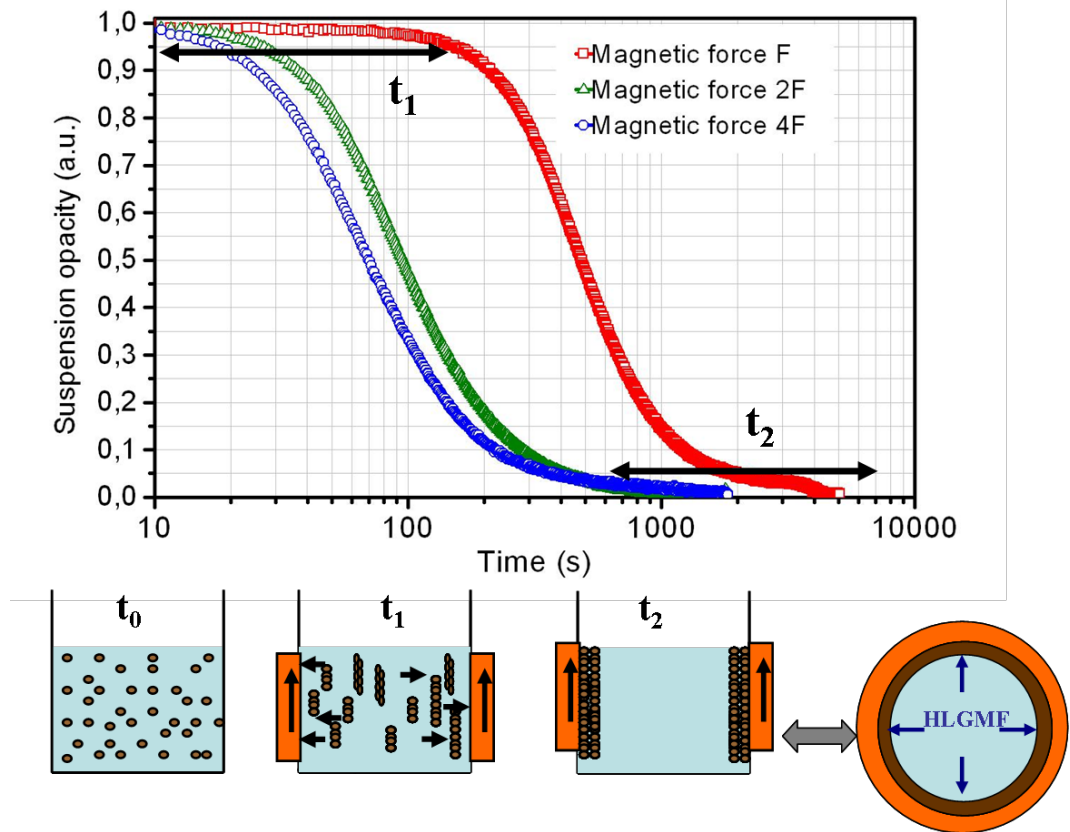 1,0
0,9
0,8
0,7
0,6
0,5
0,4
0,3
0,2
0,1
0,0
Suspension opacity (a.u.)
Magnetic force F
Magnetic force 2F
Magnetic force 4F
t1
t2
10
100
1000
10000
Time (s)
t0
t1
t2
HLGMF